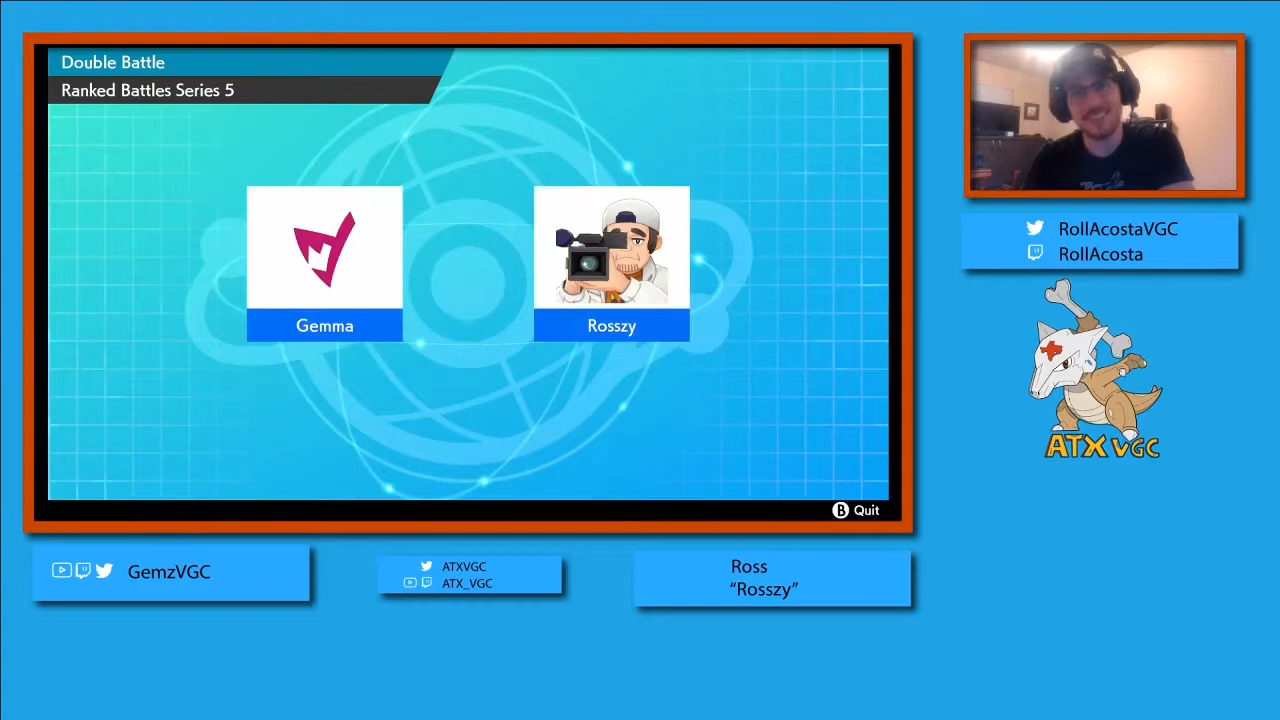 Double Battle
Ranked Battles Series 5
Gemma
Rosszy
B Quit
RollAcostaVGC
RollAcosta
ATX VGC
GemzVGC
ATXVGC
ATX_VGC
Ross
“Rosszy”